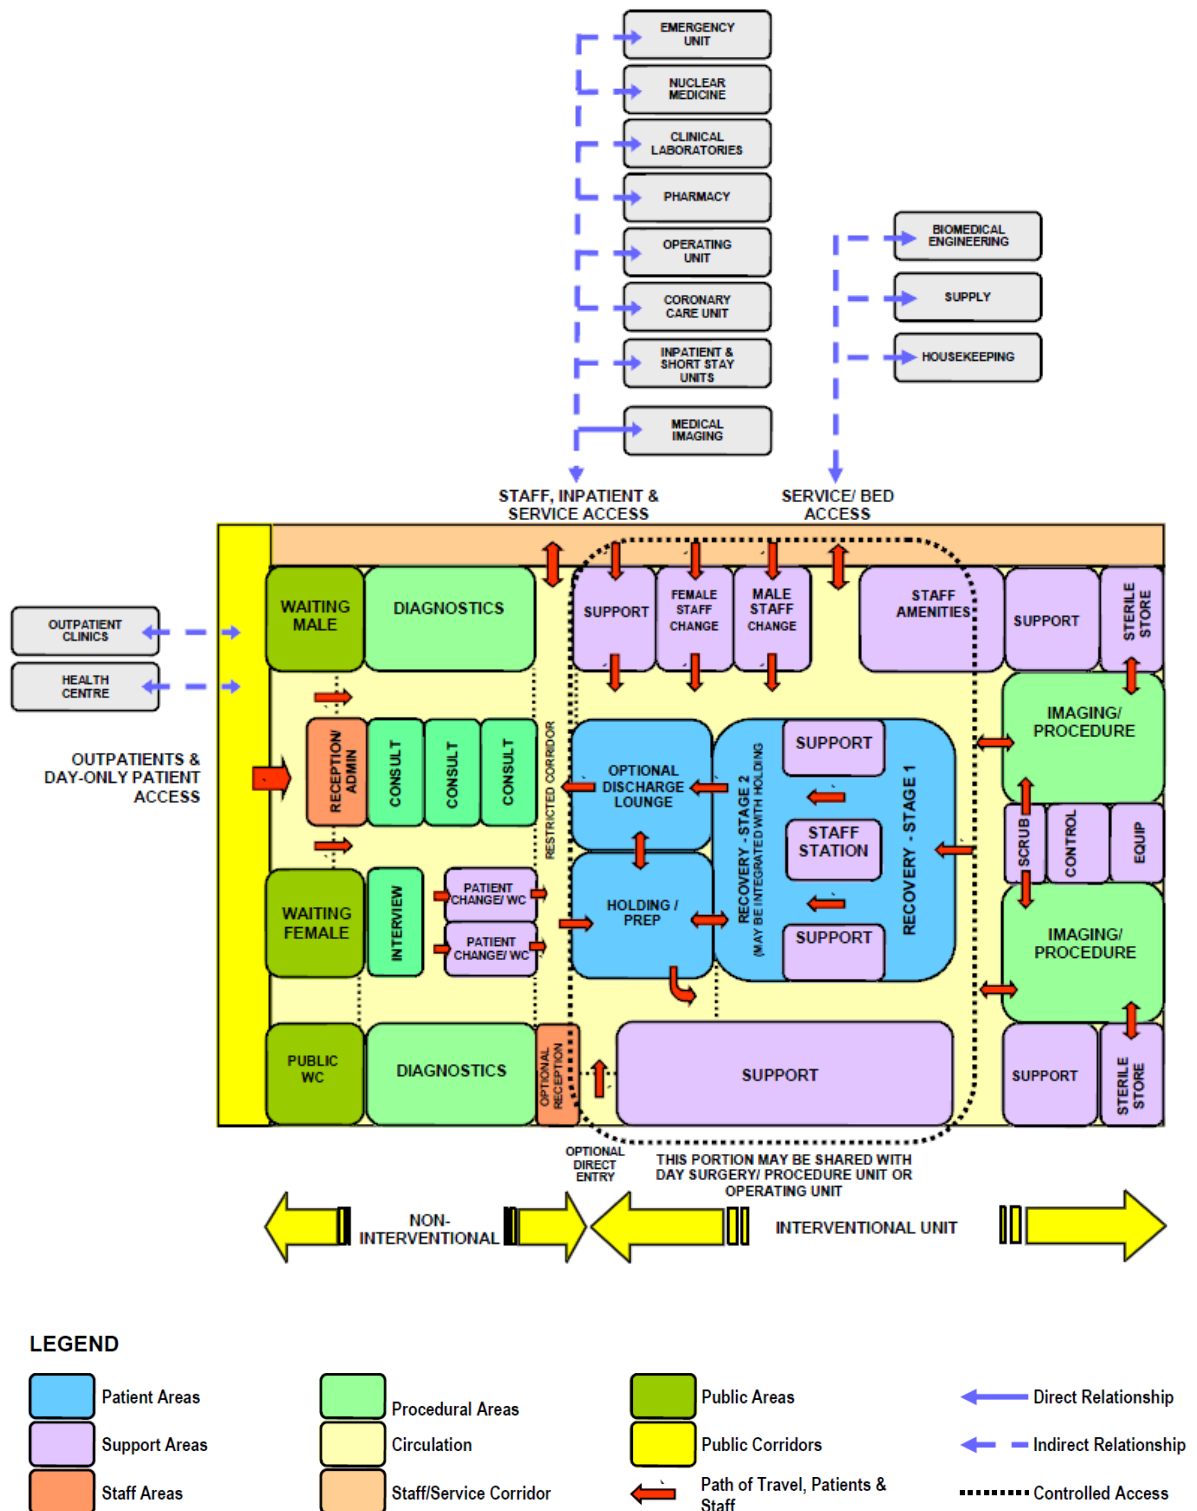 EMERGENCY
UNIT
NUCLEAR
MEDICINE
CLINICAL
LABORATORIES
PHARMACY
OPERATING
UNIT
CORONARY
CARE UNIT
INPATIENT &
SHORT STAY
UNITS
MEDICAL
IMAGING
BIOMEDICAL
ENGINEERING
SUPPLY
HOUSEKEEPING
STAFF, INPATIENT &
SERVICE ACCESS
SERVICE/ BED
ACCESS
OUTPATIENT
CLINICS
HEALTH
CENTRE
OUTPATIENTS &
DAY-ONLY PATIENT
ACCESS
WAITING
MALE
DIAGNOSTICS
SUPPORT
FEMALE
STAFF
CHANGE
MALE
STAFF
CHANGE
STAFF
AMENITIES
SUPPORT
STERILE
STORE
RECEPTION/
ADMIN
CONSULT
CONSULT
CONSULT
RESTRICTED CORRIDOR
OPTIONAL
DISCHARGE
LOUNGE
RECOVERY - STAGE 2
(MAY BE INTEGRATED WITH HOLDING
SUPPORT
STAFF
STATION
SUPPORT
RECOVERY - STAGE 1
IMAGING/
PROCEDURE
SCRUB
CONTROL
EQUIP
WAITING
FEMALE
INTERVIEW
PATIENT
CHANGE/ WC
PATIENT
CHANGE/ WC
HOLDING /
PREP
IMAGING/
PROCEDURE
PUBLIC
WC
DIAGNOSTICS
OPTIONAL
RECEPTION
SUPPORT
SUPPORT
STERILE
STORE
OPTIONAL
DIRECT
ENTRY
THIS PORTION MAY BE SHARED WITH
DAY SURGERY/ PROCEDURE UNIT OR
OPERATING UNIT
NON-
INTERVENTIONAL
INTERVENTIONAL UNIT
LEGEND
Patient Areas
Procedural Areas
Public Areas
Direct Relationship
Support Areas
Circulation
Public Corridors
Indirect Relationship
Staff Areas
Staff/Service Corridor
Path of Travel, Patients &
Staff
Controlled Access